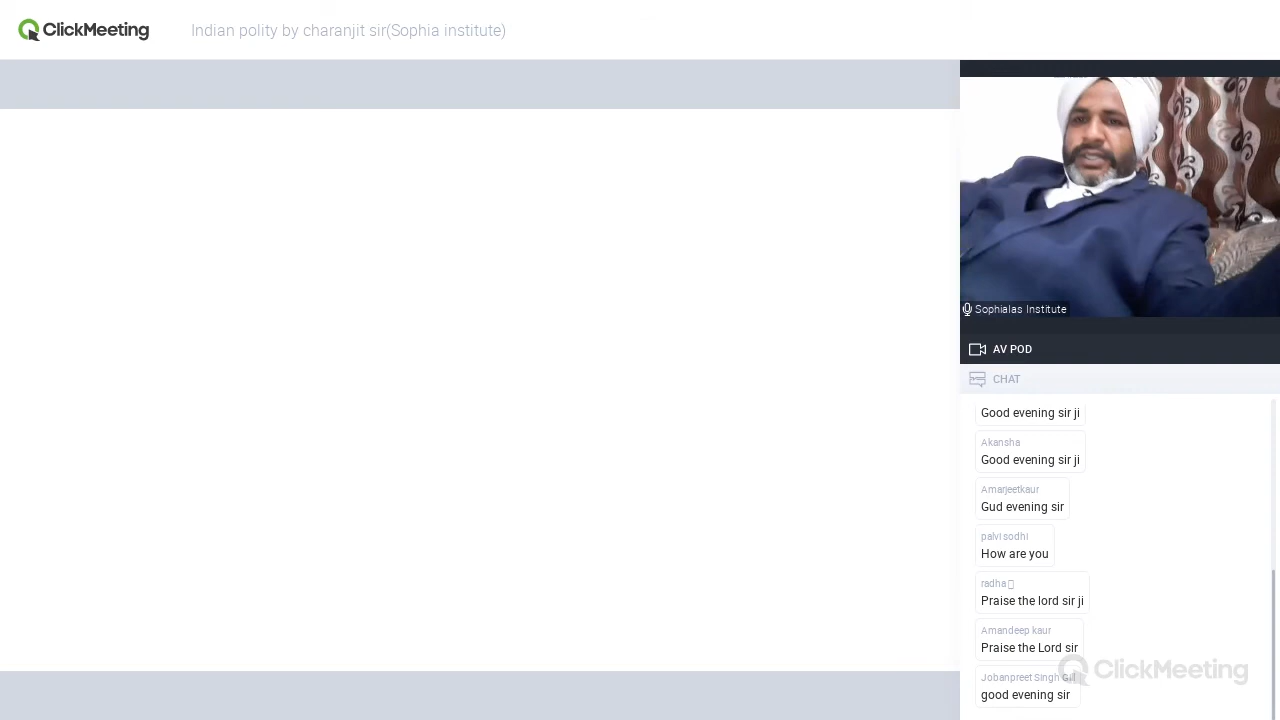 ClickMeeting
Indian polity by charanjit sir(Sophia institute)
SophiaIas Institute
AV POD
CHAT
Good evening sir ji
Akansha
Good evening sir ji
Amarjeetkaur
Gud evening sir
palvi sodhi
How are you
radha
Praise the lord sir ji
Amandeep kaur
Praise the Lord sir
ClickMeeting
Jobanpreet Singh Gill
good evening sir